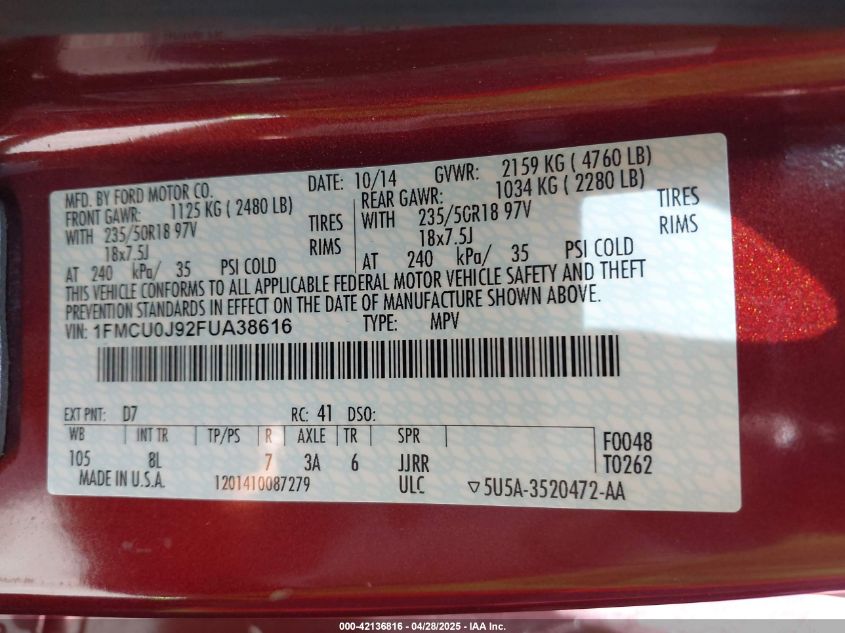 MFD. BY FORD MOTOR CO.
DATE: 10/14 GVWR: 2159 KG ( 4760 LB)
FRONT GAWR: 1125 KG ( 2480 LB) REAR GAWR: 1034 KG ( 2280 LB)
WITH 235/50R18 97V TIRES WITH 235/50R18 97V TIRES
18x7.5J RIMS 18x7.5J RIMS
AT 240 kPa/ 35 PSI COLD AT 240 kPa/ 35 PSI COLD
THIS VEHICLE CONFORMS TO ALL APPLICABLE FEDERAL MOTOR VEHICLE SAFETY AND THEFT
PREVENTION STANDARDS IN EFFECT ON THE DATE OF MANUFACTURE SHOWN ABOVE.
VIN: 1FMCU0J92FUA38616 TYPE: MPV
EXT PNT: D7 RC: 41 DSO:
WB INT TR TP/PS R AXLE TR SPR F0048
105 8L 7 3A 6 JJRR T0262
MADE IN U.S.A. 1201410087279 ULC ▽5U5A-3520472-AA
000-42136816 - 04/28/2025 - IAA Inc.